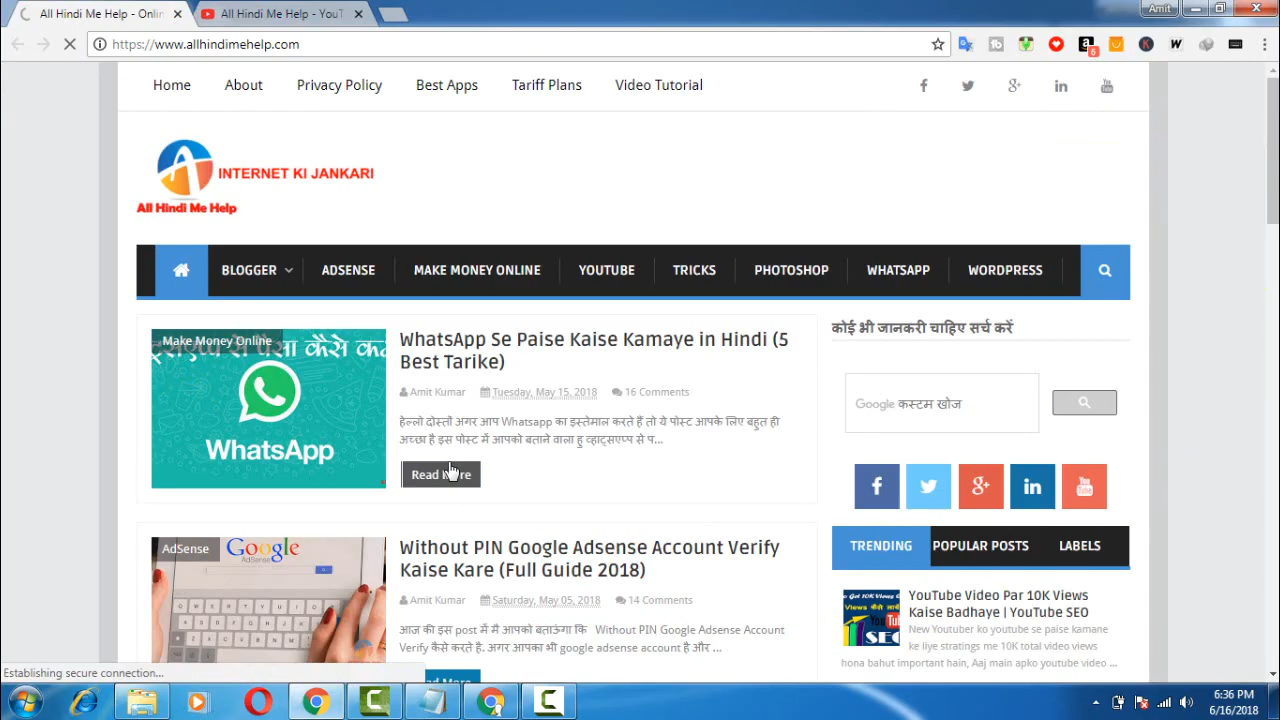 All Hindi Me Help - Onlin
All Hindi Me Help - YouT
Amit
https://www.allhindimehelp.com
6
Home About Privacy Policy Best Apps Tariff Plans Video Tutorial
INTERNET KI JANKARI
All Hindi Me Help
BLOGGER ADSENSE MAKE MONEY ONLINE YOUTUBE TRICKS PHOTOSHOP WHATSAPP WORDPRESS
Make Money Online
WhatsApp
WhatsApp Se Paise Kaise Kamaye in Hindi (5
Best Tarike)
Amit Kumar Tuesday, May 15, 2018 16 Comments
हेल्लो दोस्तों अगर आप Whatsapp का इस्तेमाल करते हैं तो ये पोस्ट आपके लिए बहुत ही
अच्छा है इस पोस्ट में आपको बताने वाला हु व्हाट्सएप्प से प...
Read More
कोई भी जानकरी चाहिए सर्च करें
Google कस्टम खोज
AdSense
Google
Without PIN Google Adsense Account Verify
Kaise Kare (Full Guide 2018)
Amit Kumar Saturday, May 05, 2018 14 Comments
आज की इस post में मै आपको बताऊंगा कि Without PIN Google Adsense Account
Verify कैसे करते है. अगर आपका भी google adsense account है और ...
TRENDING POPULAR POSTS LABELS
YouTube Video Par 10K Views
Kaise Badhaye | YouTube SEO
New Youtuber ko youtube se paise kamane
ke liye stratings me 10K total video views
hona bahut important hain, Aaj main apko youtube video ...
Establishing secure connection...
6:36 PM
6/16/2018